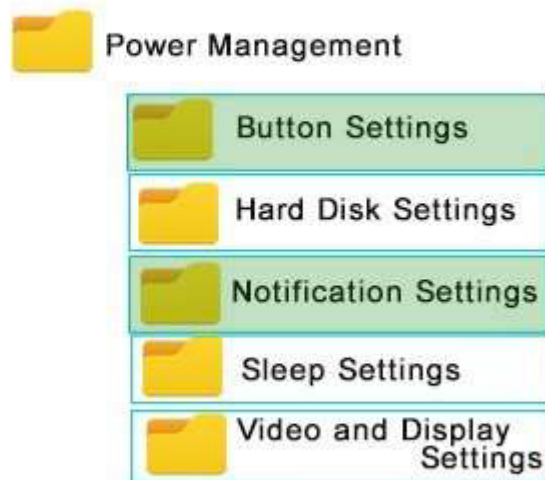 Power Management
Button Settings
Hard Disk Settings
Notification Settings
Sleep Settings
Video and Display
Settings